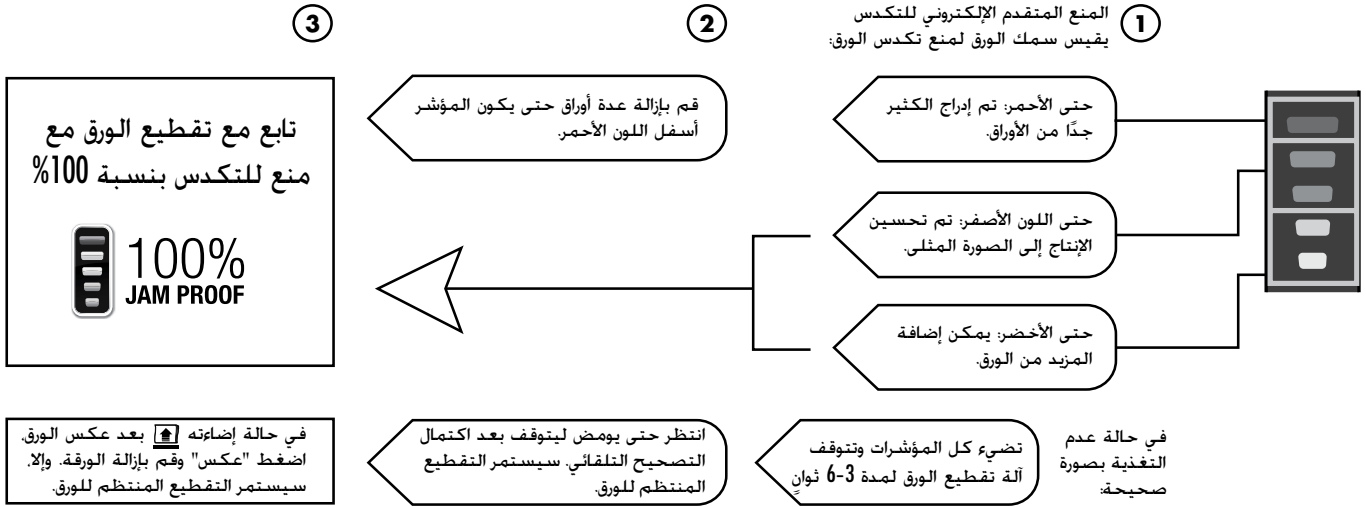 1
المنع المتقدم الإلكتروني للتكدس
يقيس سمك الورق لمنع تكدس الورق:
حتى الأحمر: تم إدراج الكثير
جدًا من الأوراق.
حتى اللون الأصفر: تم تحسين
الإنتاج إلى الصورة المثلى.
حتى الأخضر: يمكن إضافة
المزيد من الورق.
2
قم بإزالة عدة أوراق حتى يكون المؤشر
أسفل اللون الأحمر.
3
تابع مع تقطيع الورق مع
منع للتكدس بنسبة 100%
100%
JAM PROOF
في حالة عدم
التغذية بصورة
صحيحة:
تضيء كل المؤشرات وتتوقف
آلة تقطيع الورق لمدة 3-6 ثوانٍ
انتظر حتى يومض ليتوقف بعد اكتمال
التصحيح التلقائي. سيستمر التقطيع
المنتظم للورق.
في حالة إضاءته بعد عكس الورق،
اضغط "عكس" وقم بإزالة الورقة. وإلا،
سيستمر التقطيع المنتظم للورق.